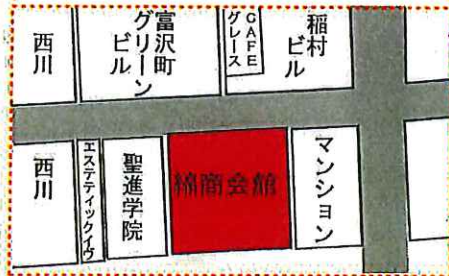 西川
富沢町
グリーン
ビル
CAFE
グレース
稲村
ビル
西川
エステティックイヴ
聖進学院
綿商会館
マンション